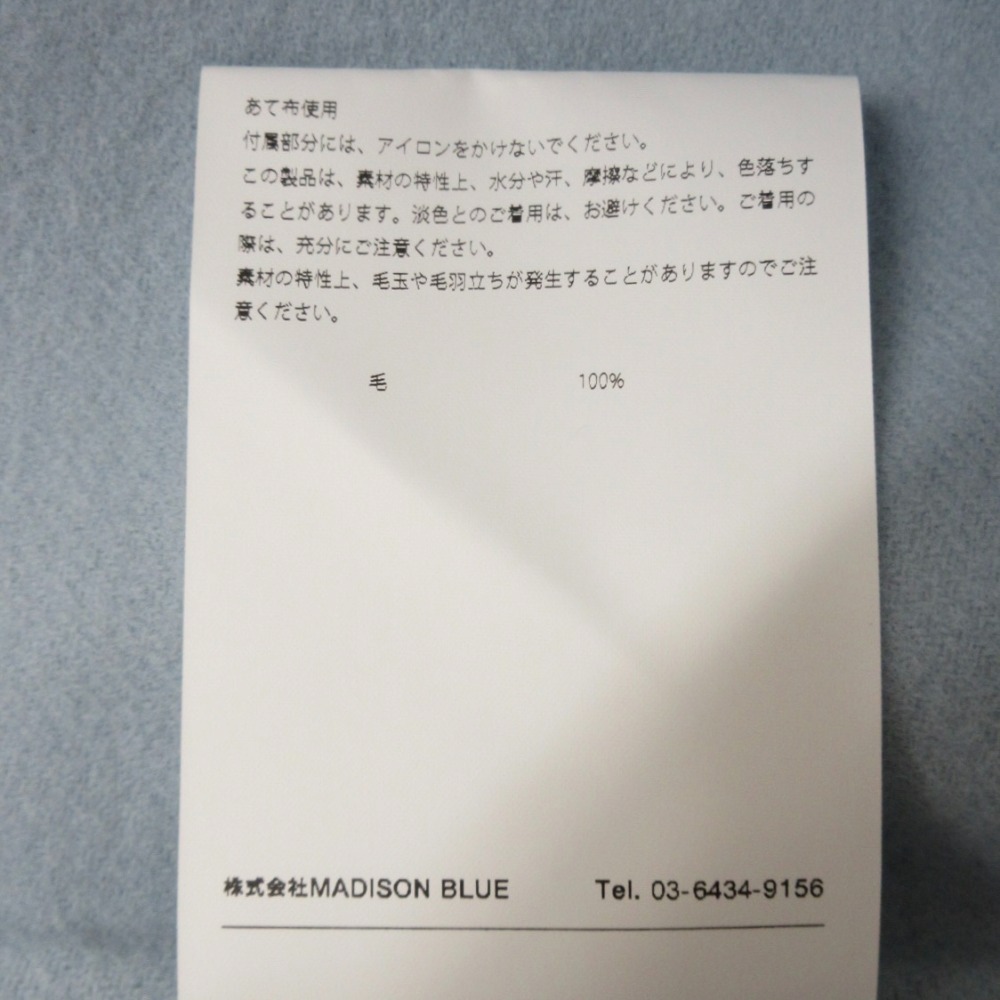 あて布使用
付属部分には、アイロンをかけないでください。
この製品は、素材の特性上、水分や汗、摩擦などにより、色落ちす
ることがあります。淡色とのご着用は、お避けください。ご着用の
際は、充分にご注意ください。
素材の特性上、毛玉や毛羽立ちが発生することがありますのでご注
意ください。
毛 100%
株式会社MADISON BLUE Tel. 03-6434-9156